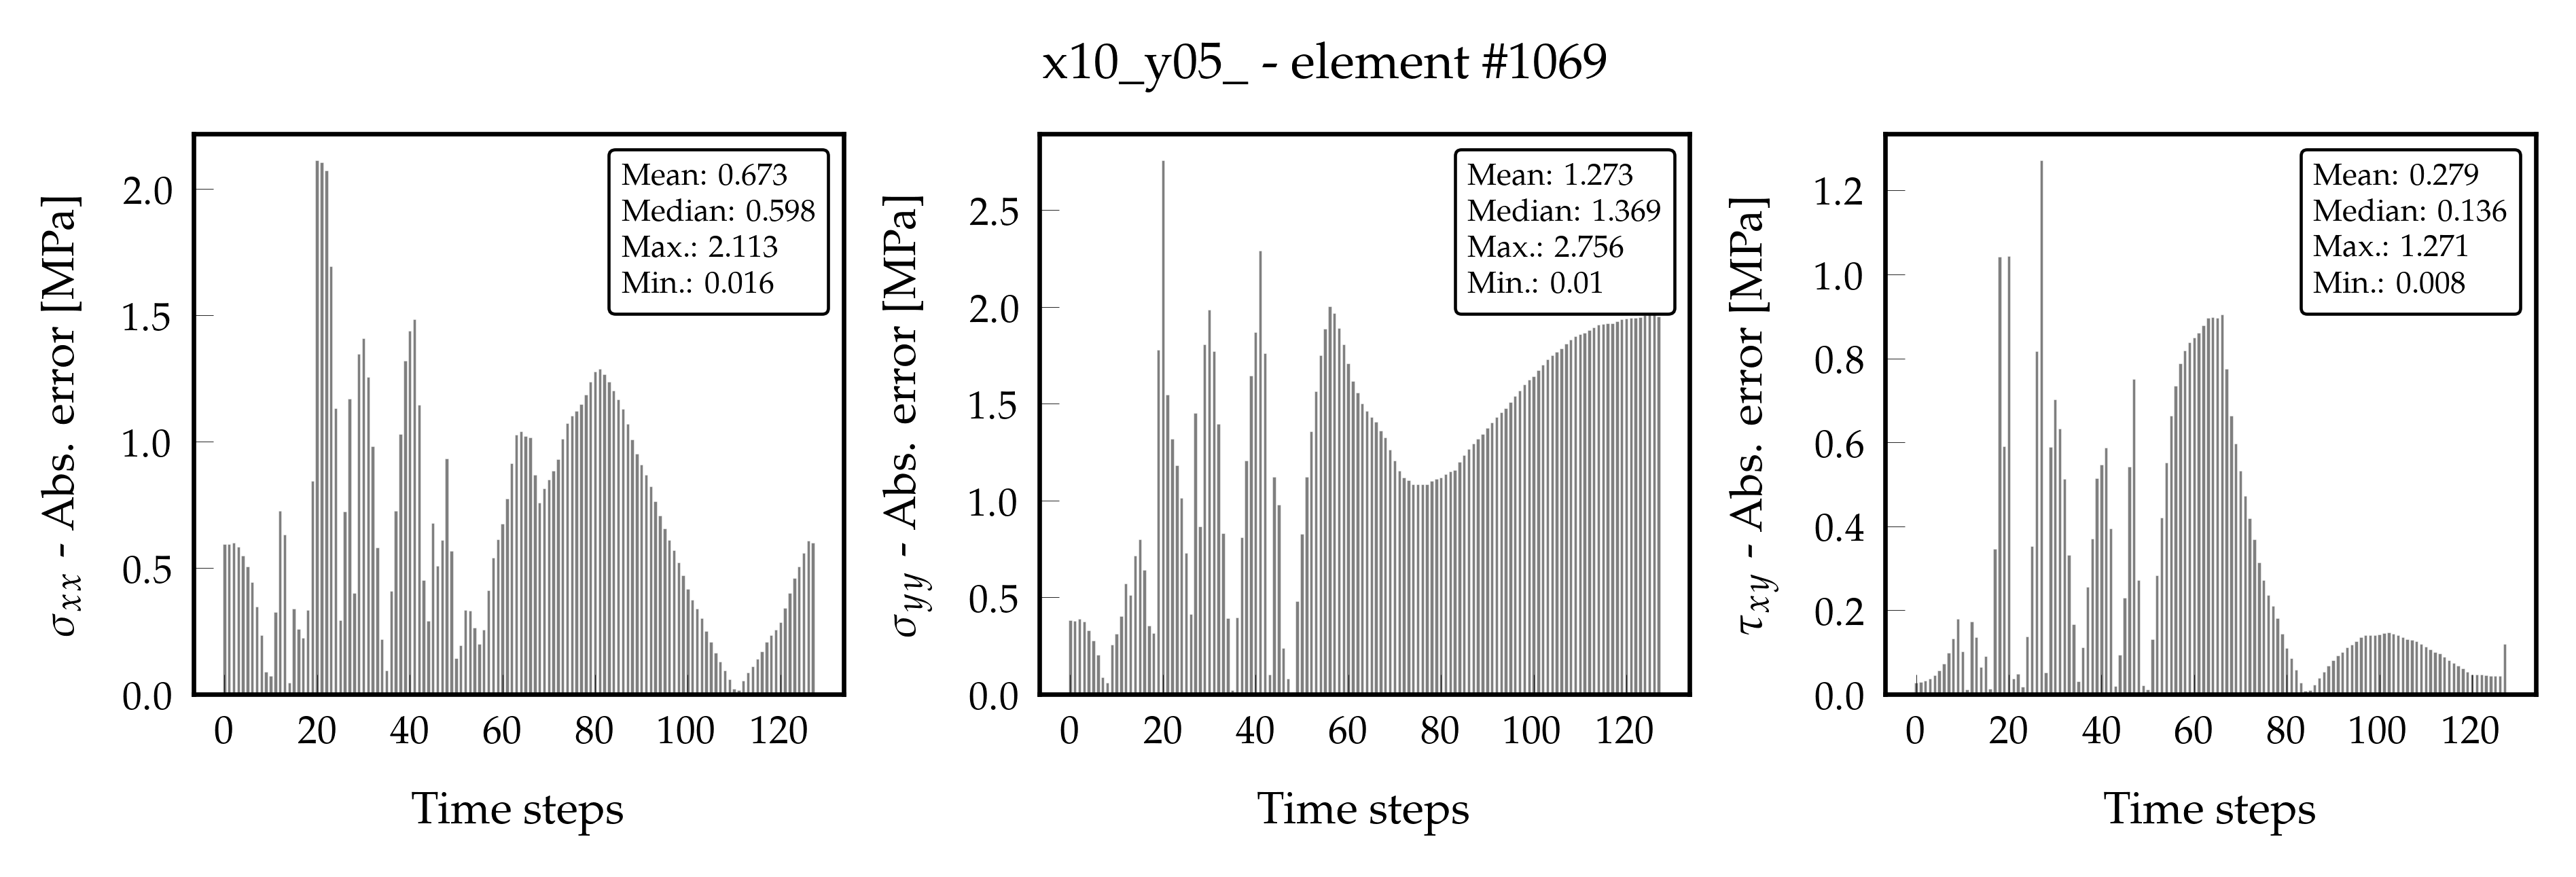 x10_y05_ - element #1069
σxx - Abs. error [MPa]
2.0
1.5
1.0
0.5
0.0
Mean: 0.673
Median: 0.598
Max.: 2.113
Min.: 0.016
0 20 40 60 80 100 120
Time steps
σyy - Abs. error [MPa]
2.5
2.0
1.5
1.0
0.5
0.0
Mean: 1.273
Median: 1.369
Max.: 2.756
Min.: 0.01
0 20 40 60 80 100 120
Time steps
τxy - Abs. error [MPa]
1.2
1.0
0.8
0.6
0.4
0.2
0.0
Mean: 0.279
Median: 0.136
Max.: 1.271
Min.: 0.008
0 20 40 60 80 100 120
Time steps